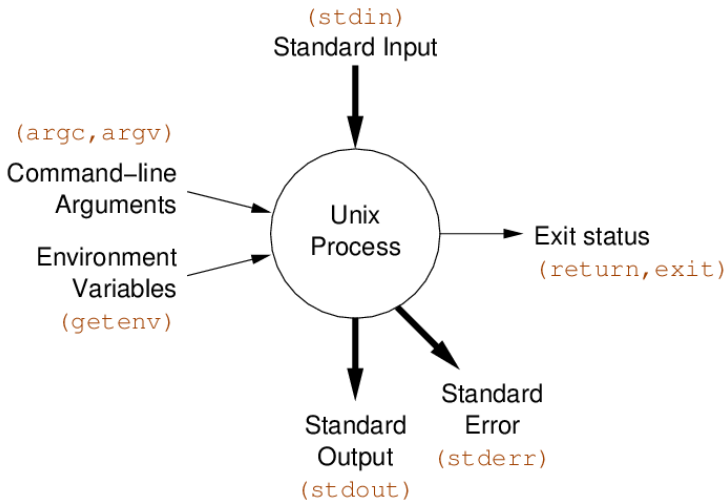 (stdin)
Standard Input
(argc,argv)
Command-line
Arguments
Environment
Variables
(getenv)
Unix
Process
Exit status
(return,exit)
Standard
Output
(stdout)
Standard
Error
(stderr)